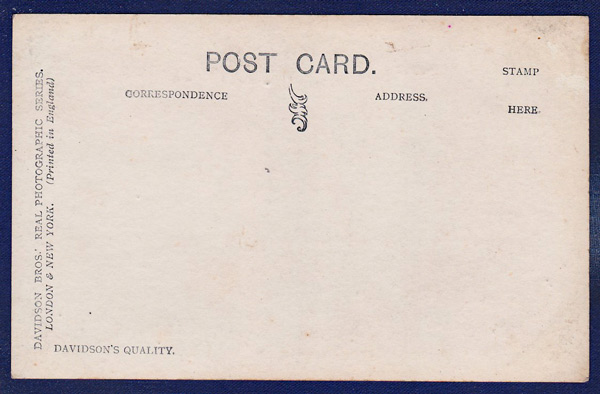 POST CARD.
STAMP
CORRESPONDENCE
ADDRESS.
HERE
DAVIDSON BROS.' REAL PHOTOGRAPHIC SERIES.
LONDON & NEW YORK. (Printed in England)
DAVIDSON'S QUALITY.